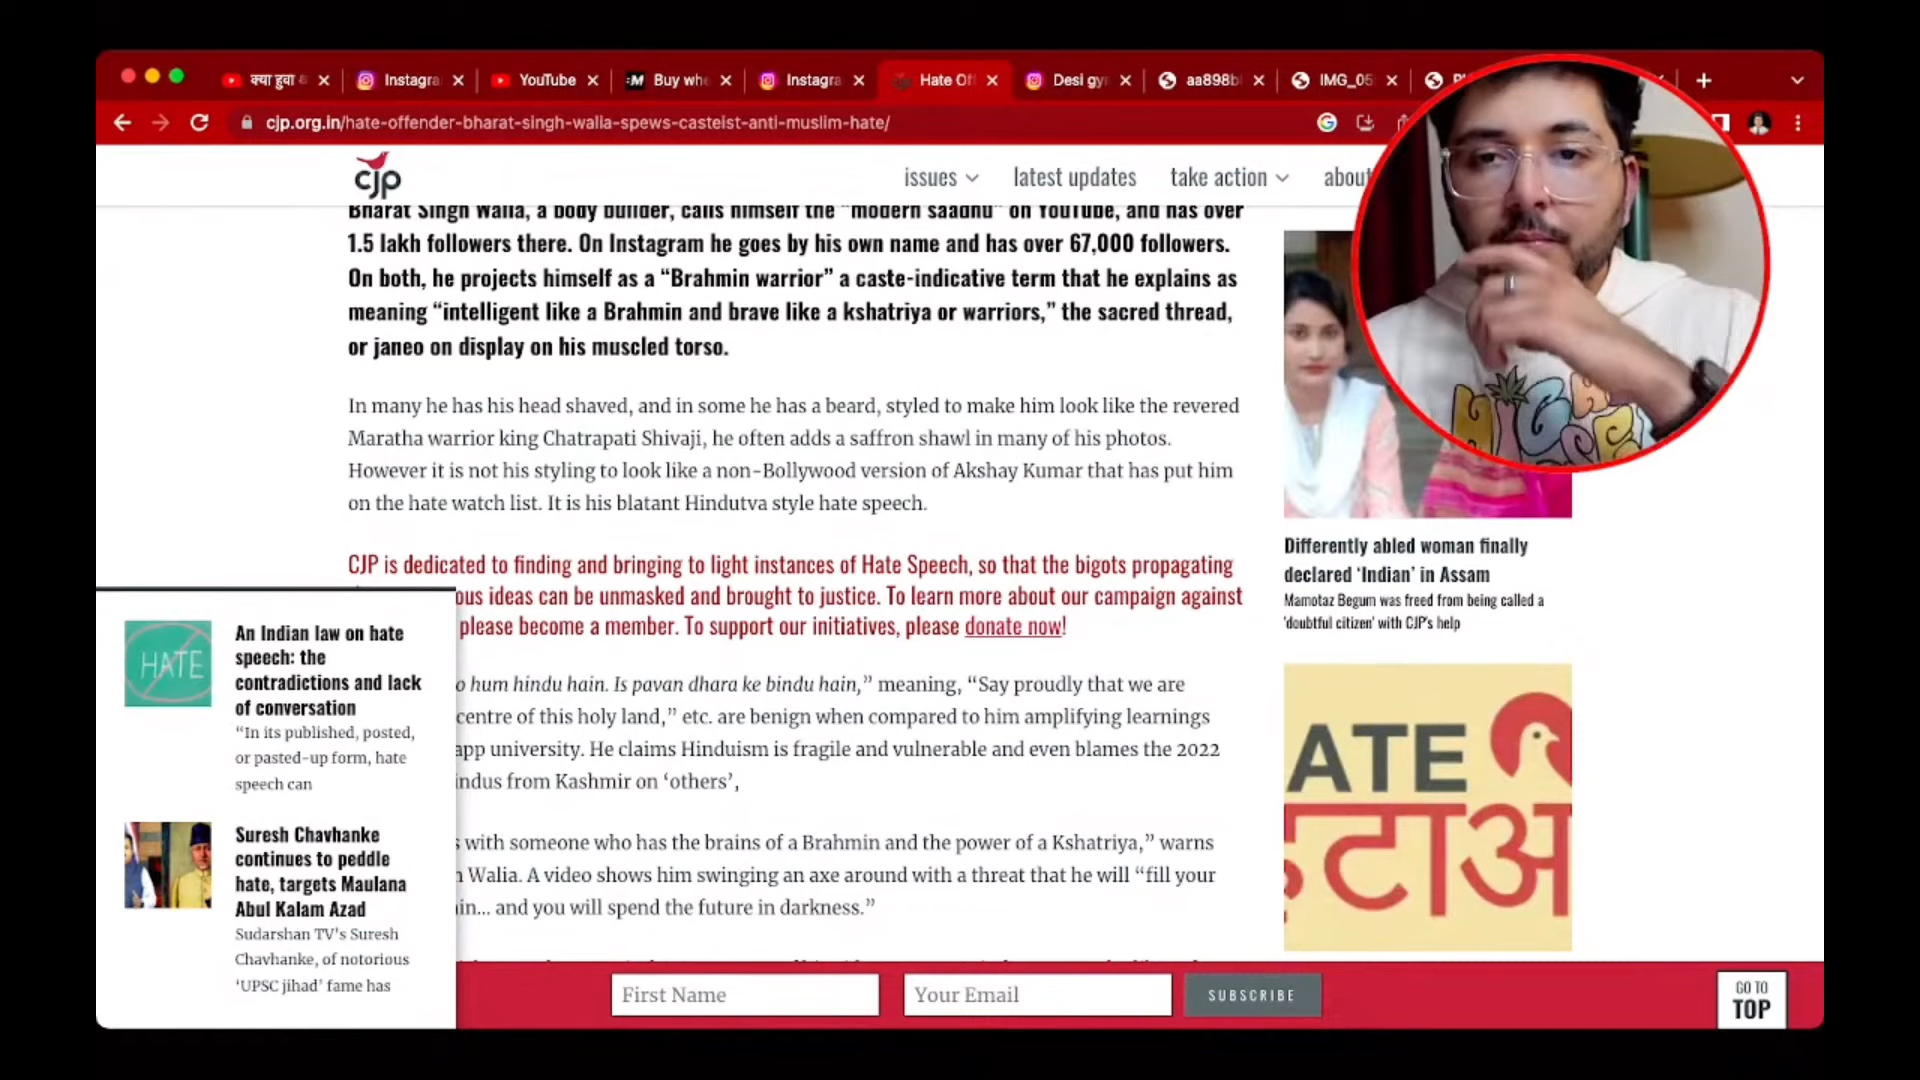 क्या हुवा
Instagra
YouTube
Buy wh
Instagra
Hate Of
Desi gy
aa898b
IMG_05
cjp.org.in/hate-offender-bharat-singh-walia-spews-casteist-anti-muslim-hate/
cjp
issues
latest updates
take action
about
Bharat Singh Walia, a body builder, calls himself the “modern saadhu” on YouTube, and has over
1.5 lakh followers there. On Instagram he goes by his own name and has over 67,000 followers.
On both, he projects himself as a “Brahmin warrior” a caste-indicative term that he explains as
meaning “intelligent like a Brahmin and brave like a kshatriya or warriors,” the sacred thread,
or janeo on display on his muscled torso.
In many he has his head shaved, and in some he has a beard, styled to make him look like the revered
Maratha warrior king Chatrapati Shivaji, he often adds a saffron shawl in many of his photos.
However it is not his styling to look like a non-Bollywood version of Akshay Kumar that has put him
on the hate watch list. It is his blatant Hindutva style hate speech.
CJP is dedicated to finding and bringing to light instances of Hate Speech, so that the bigots propagating
ous ideas can be unmasked and brought to justice. To learn more about our campaign against
please become a member. To support our initiatives, please donate now!
o hum hindu hain. Is pavan dhara ke bindu hain,” meaning, “Say proudly that we are
centre of this holy land,” etc. are benign when compared to him amplifying learnings
app university. He claims Hinduism is fragile and vulnerable and even blames the 2022
indus from Kashmir on ‘others’,
s with someone who has the brains of a Brahmin and the power of a Kshatriya,” warns
Walia. A video shows him swinging an axe around with a threat that he will “fill your
in... and you will spend the future in darkness.”
HATE
An Indian law on hate
speech: the
contradictions and lack
of conversation
“In its published, posted,
or pasted-up form, hate
speech can
Suresh Chavhanke
continues to peddle
hate, targets Maulana
Abul Kalam Azad
Sudarshan TV's Suresh
Chavhanke, of notorious
‘UPSC jihad’ fame has
Differently abled woman finally
declared ‘Indian’ in Assam
Mamotaz Begum was freed from being called a
‘doubtful citizen’ with CJP's help
ATE
हटाओ
First Name
Your Email
SUBSCRIBE
GO TO
TOP